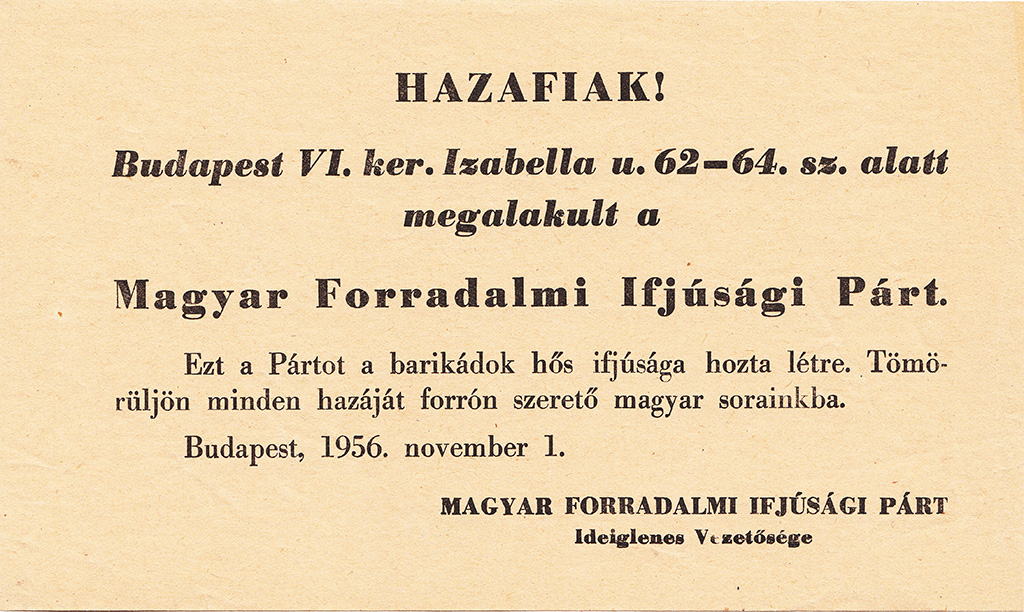 HAZAFIAK!
Budapest VI. ker. Izabella u. 62–64. sz. alatt
megalakult a
Magyar Forradalmi Ifjúsági Párt.
Ezt a Pártot a barikádok hős ifjúsága hozta létre. Tömö-
rüljön minden hazáját forrón szerető magyar sorainkba.
Budapest, 1956. november 1.
MAGYAR FORRADALMI IFJÚSÁGI PÁRT
Ideiglenes Vezetősége